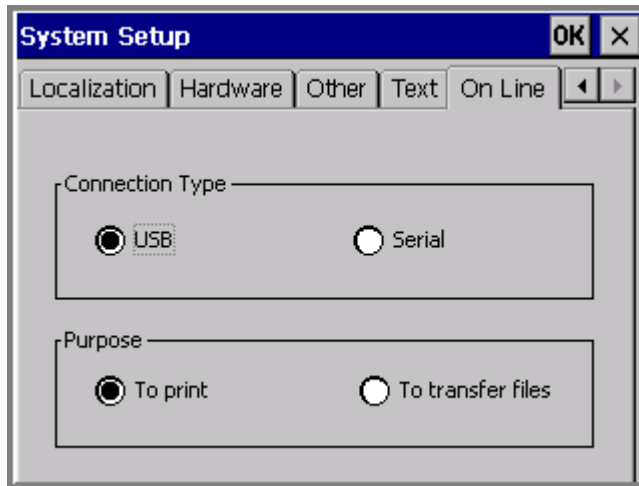 System Setup OK
Localization Hardware Other Text On Line
Connection Type
USB Serial
Purpose
To print To transfer files